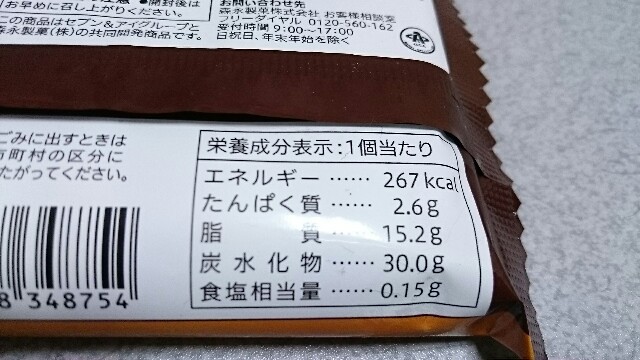 注意 ●開封後は
お早めに召し上がりください。
この商品はセブン&アイグループと
森永製菓(株)の共同開発商品です。
お問い合わせ先
森永製菓株式会社 お客様相談室
フリーダイヤル 0120-560-162
受付時間 9:00~17:00
日祝日、年末年始を除く
ごみに出すときは
市町村の区分に
したがってください。
8 348754
栄養成分表示:1個当たり
エネルギー …… 267kcal
たんぱく質 …… 2.6g
脂　　質 …… 15.2g
炭水化物 …… 30.0g
食塩相当量 …… 0.15g